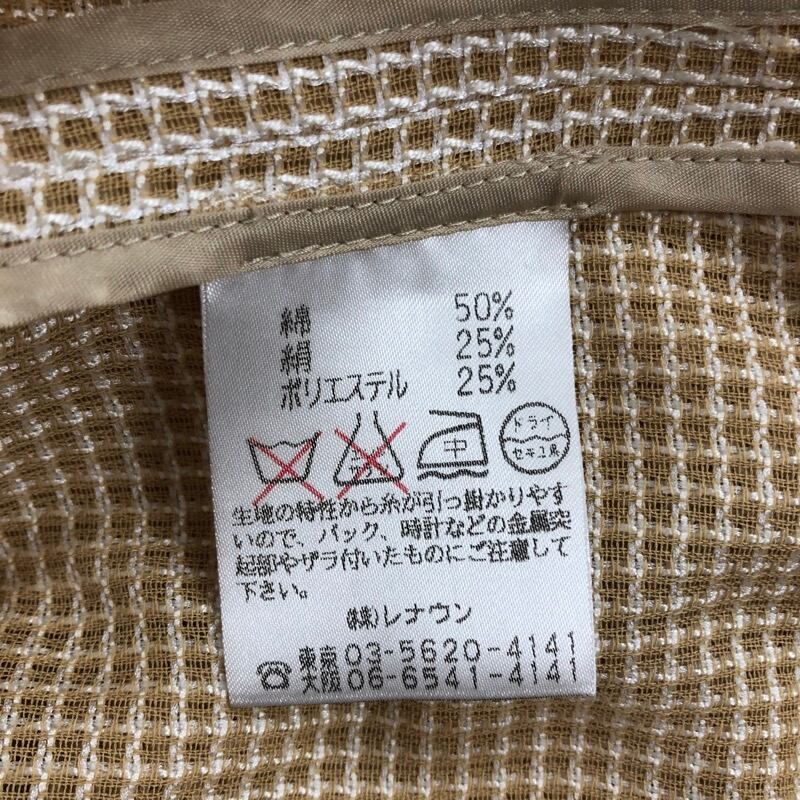 綿 50%
絹 25%
ポリエステル 25%
中 ドライ
セキユ系
生地の特性から糸が引っ掛かりやす
いので、バック、時計などの金属突
起部やザラ付いたものにご注意して
下さい。
(株)レナウン
☎東京03-5620-4141
大阪06-6541-4141